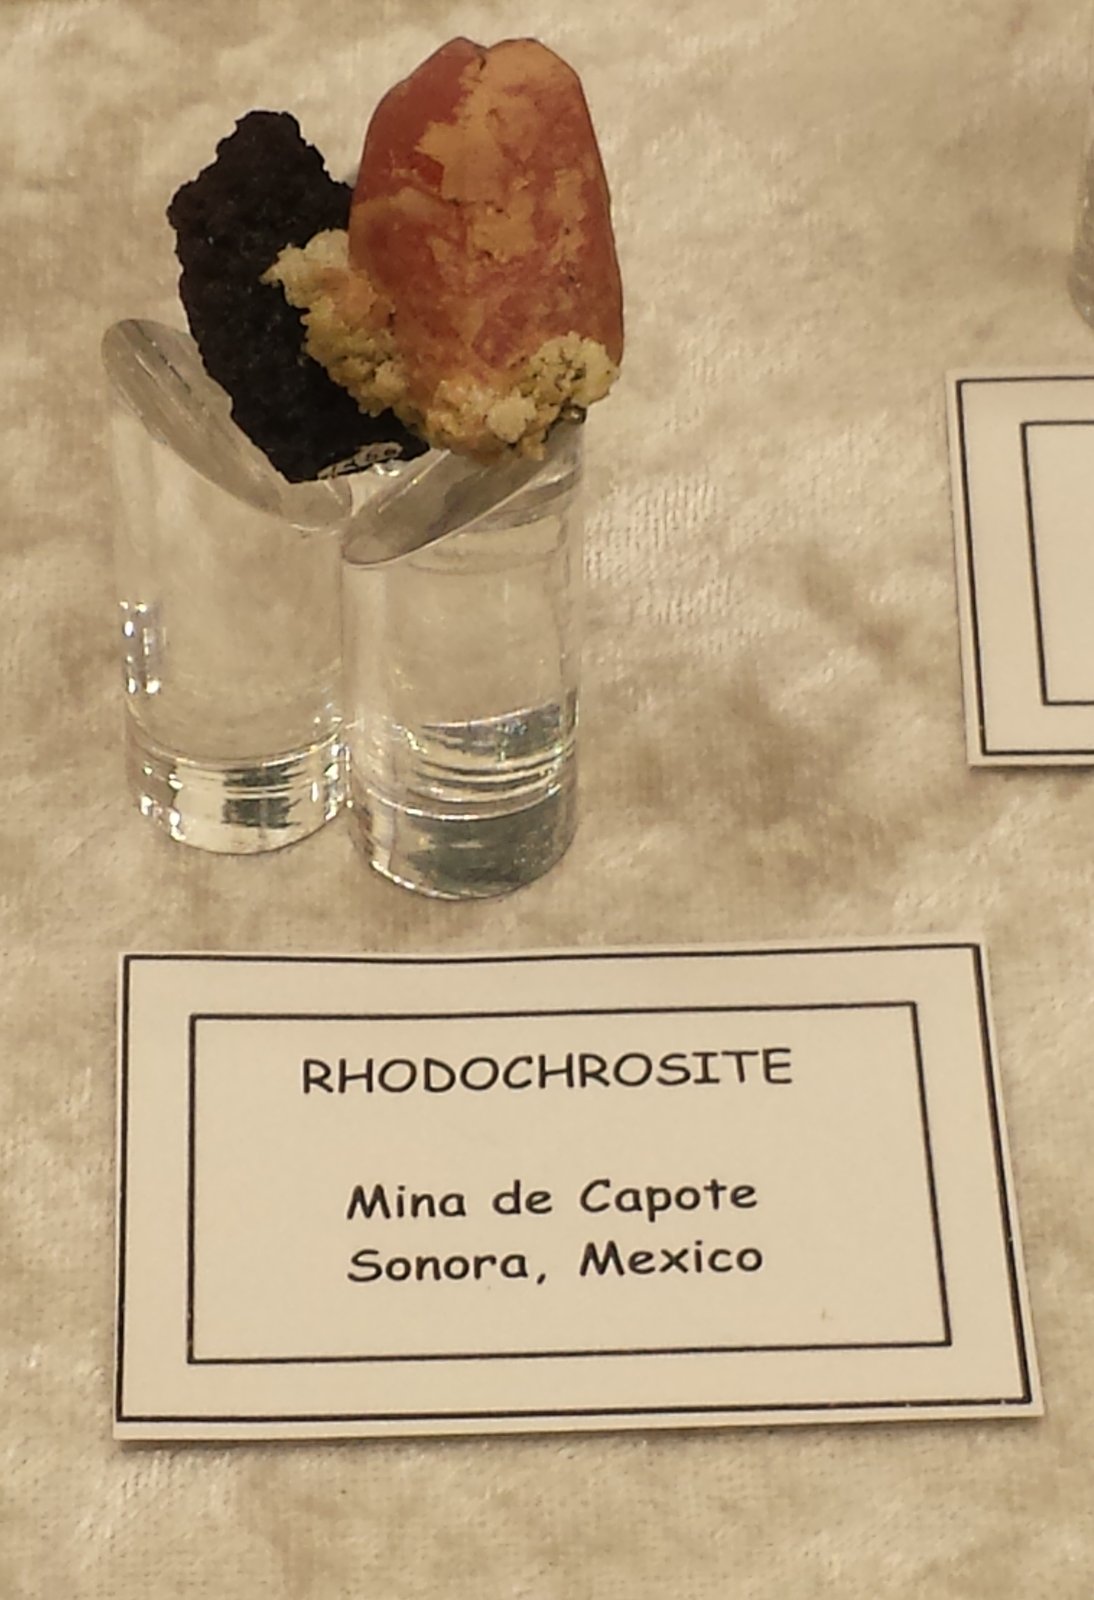 RHODOCHROSITE
Mina de Capote
Sonora, Mexico